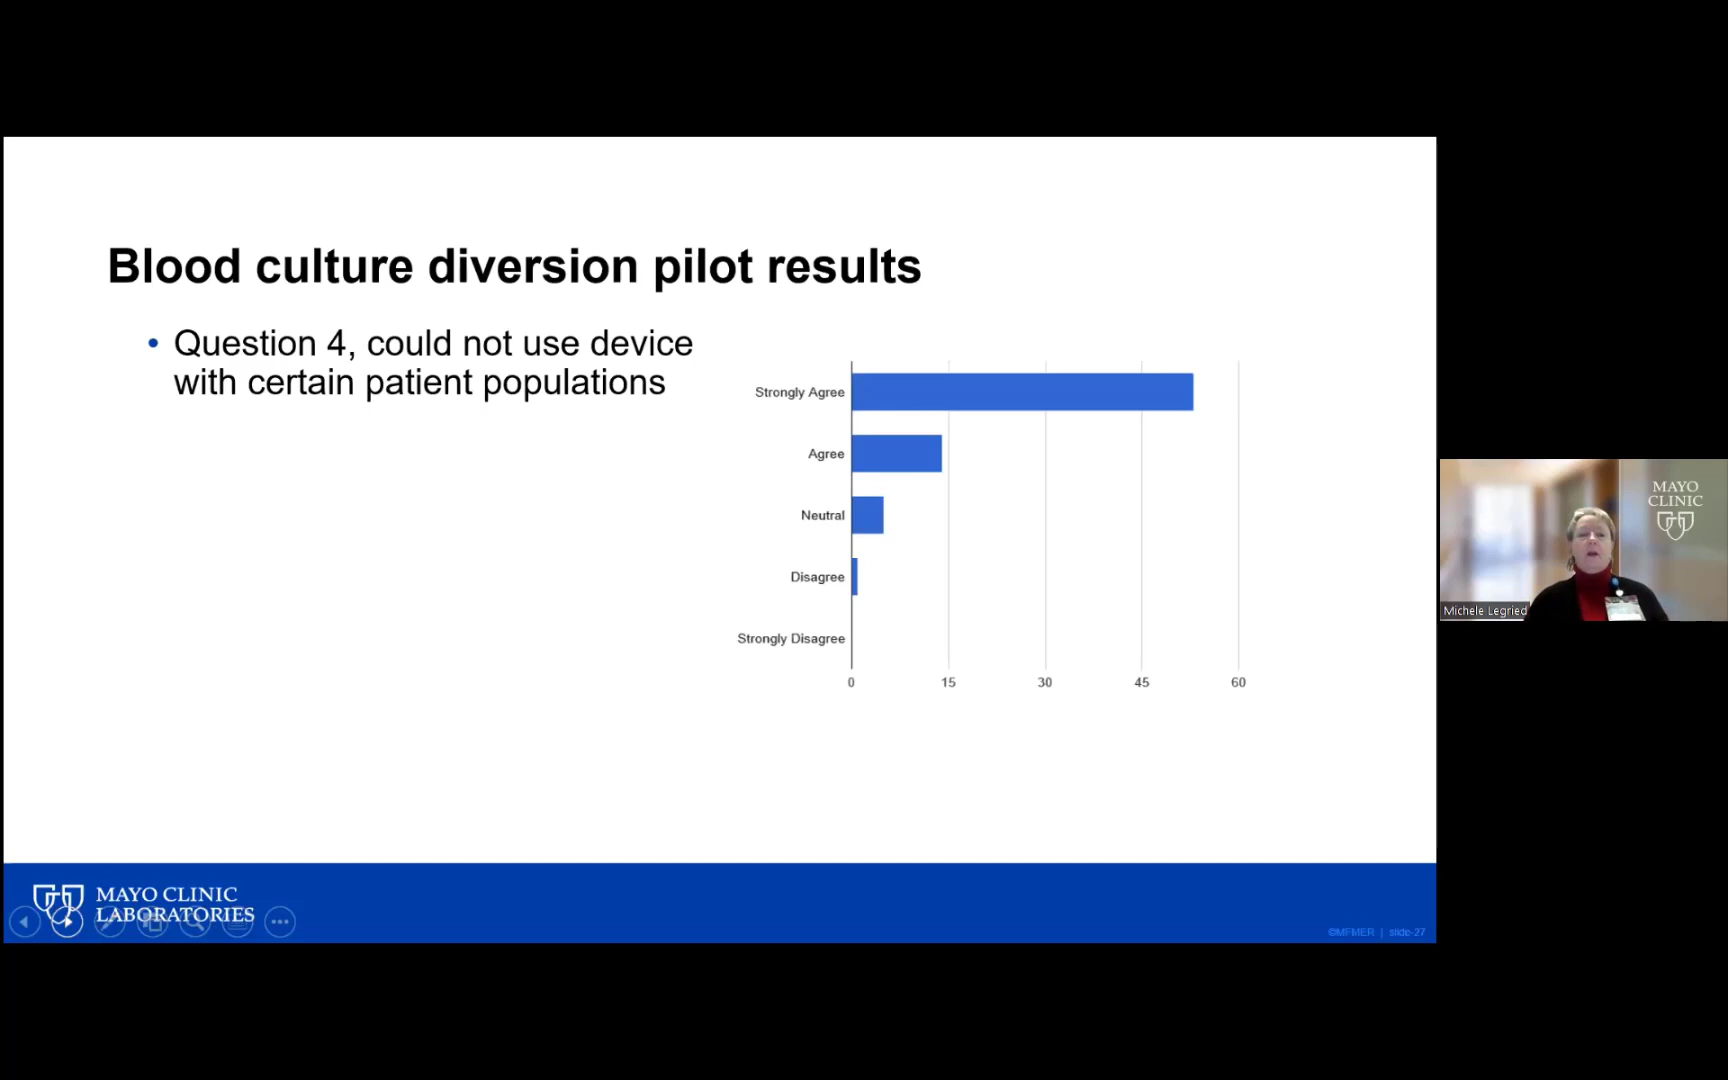 Blood culture diversion pilot results
• Question 4, could not use device
with certain patient populations
Strongly Agree
Agree
Neutral
Disagree
Strongly Disagree
0 15 30 45 60
MAYO
CLINIC
Michele Legried
MAYO CLINIC
LABORATORIES
©MFMER | slide-27